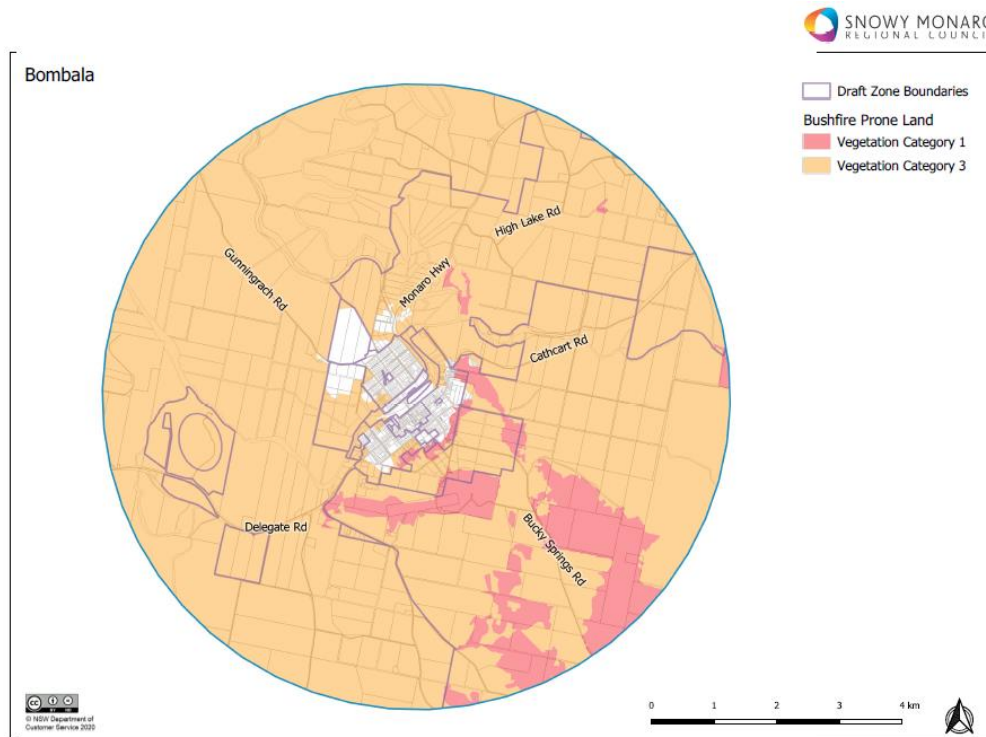 SNOWY MONARO
REGIONAL COUNCIL
Bombala
Draft Zone Boundaries
Bushfire Prone Land
Vegetation Category 1
Vegetation Category 3
High Lake Rd
Gunningrach Rd
Monaro Hwy
Cathcart Rd
Delegate Rd
Bucky Springs Rd
cc
BY
© NSW Department of
Customer Service 2020
0 1 2 3 4 km